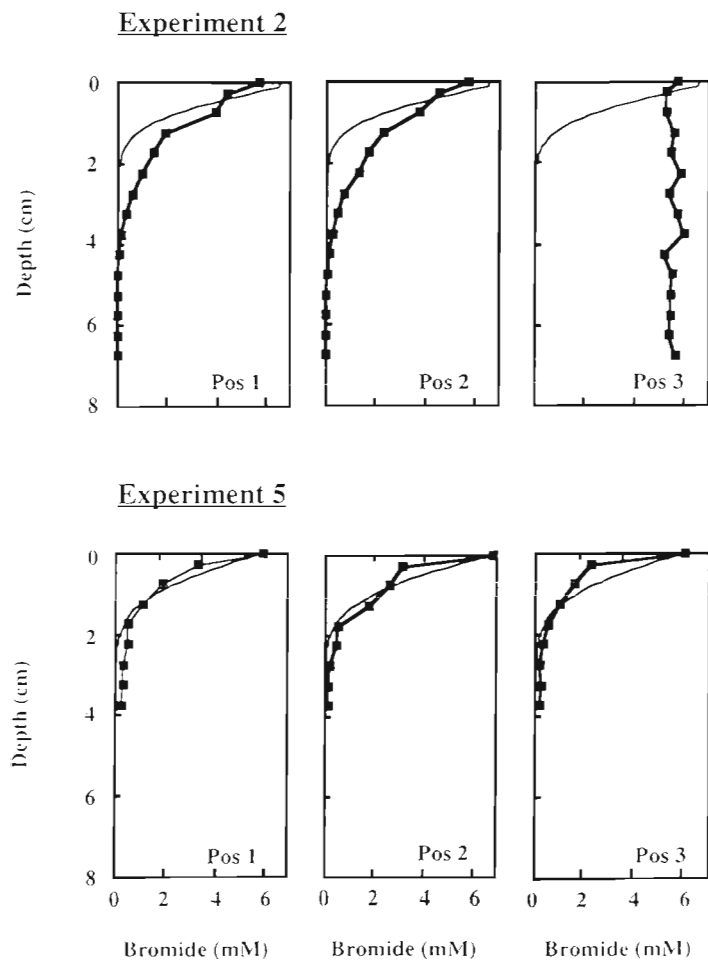 Experiment 2
0
2
4
6
8
Depth (cm)
Pos 1
Pos 2
Pos 3
Experiment 5
0
2
4
6
8
Depth (cm)
Pos 1
Pos 2
Pos 3
0 2 4 6
0 2 4 6
0 2 4 6
Bromide (mM)
Bromide (mM)
Bromide (mM)